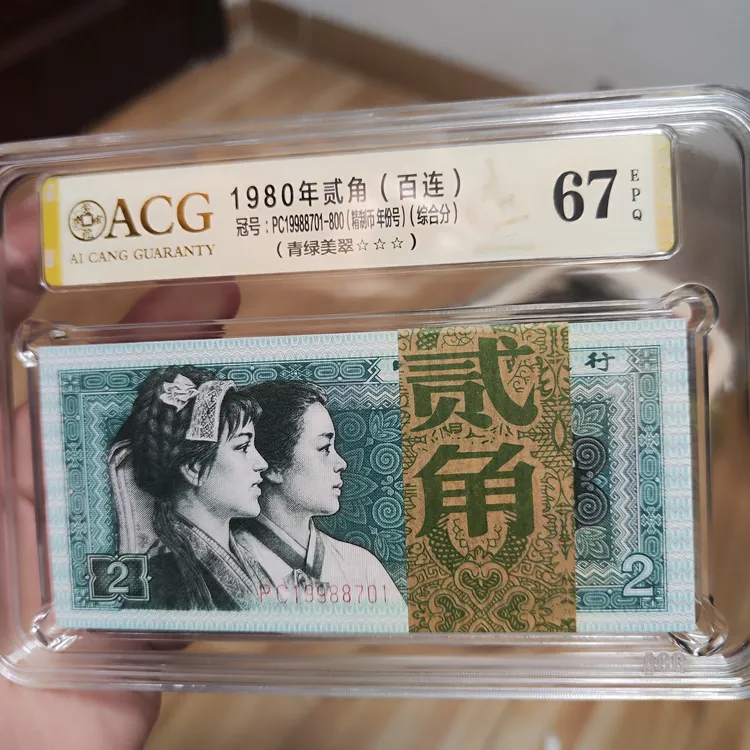 ACG
AI CANG GUARANTY
1980年贰角（百连）
冠号：PC19988701-800（精制币 年份号）（综合分）
（青绿美翠☆☆☆）
67
EPQ
行
贰角
2
PC19988701
2